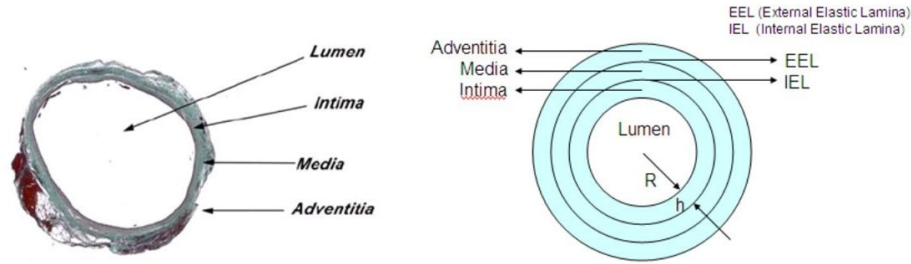 Lumen
Intima
Media
Adventitia
EEL (External Elastic Lamina)
IEL (Internal Elastic Lamina)
Adventitia
Media
Intima
EEL
IEL
Lumen
R
h